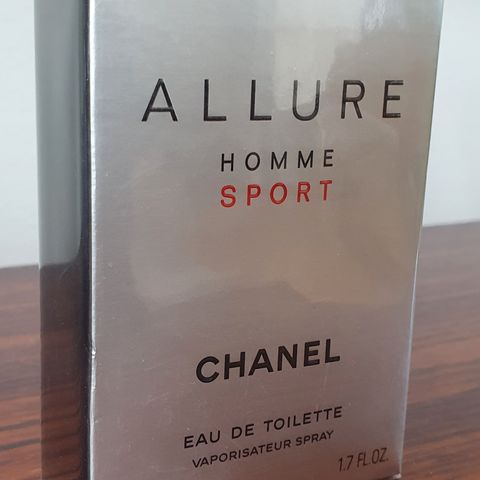 ALLURE
HOMME
SPORT
CHANEL
EAU DE TOILETTE
VAPORISATEUR SPRAY
1.7 FL.OZ.